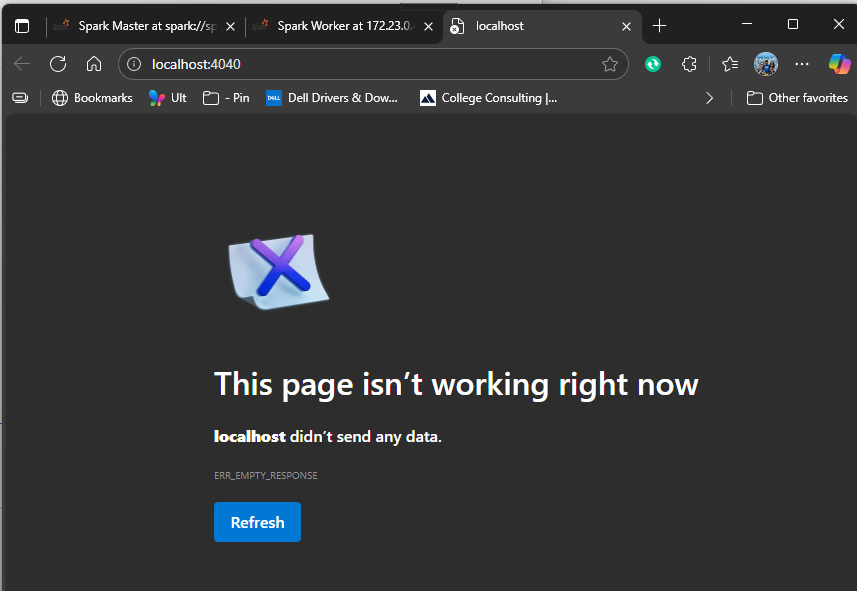 Spark Master at spark://sp
Spark Worker at 172.23.0.
localhost
localhost:4040
Bookmarks
Ult
- Pin
DELL
Dell Drivers & Dow...
College Consulting |...
Other favorites
This page isn’t working right now
localhost didn’t send any data.
ERR_EMPTY_RESPONSE
Refresh